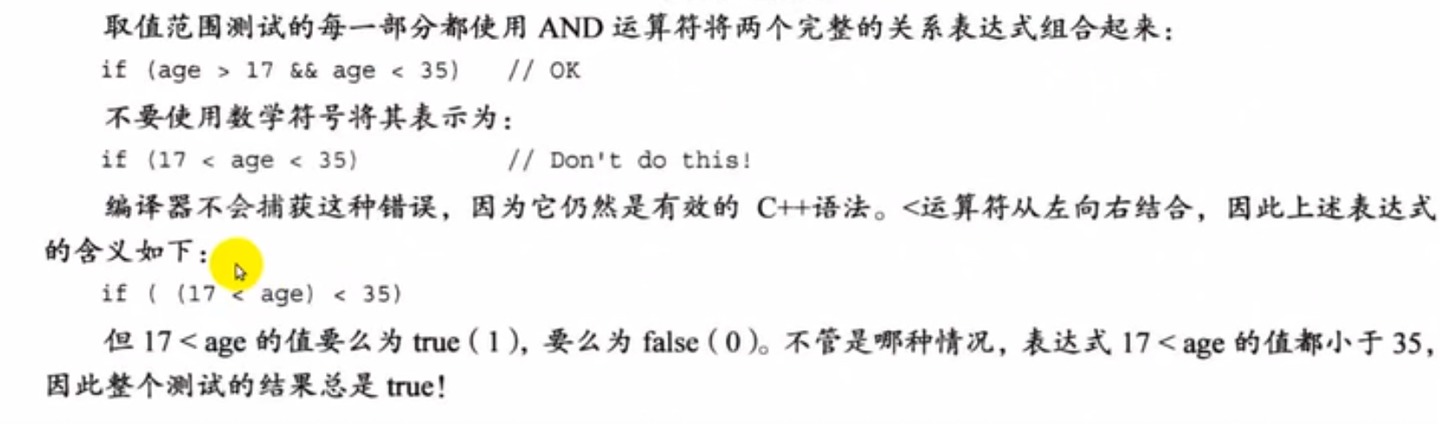 取值范围测试的每一部分都使用 AND 运算符将两个完整的关系表达式组合起来：
if (age > 17 && age < 35)   // OK
不要使用数学符号将其表示为：
if (17 < age < 35)          // Don't do this!
编译器不会捕获这种错误，因为它仍然是有效的 C++语法。<运算符从左向右结合，因此上述表达式
的含义如下：
if ( (17 < age) < 35)
但 17 < age 的值要么为 true（1），要么为 false（0）。不管是哪种情况，表达式 17 < age 的值都小于 35，
因此整个测试的结果总是 true！